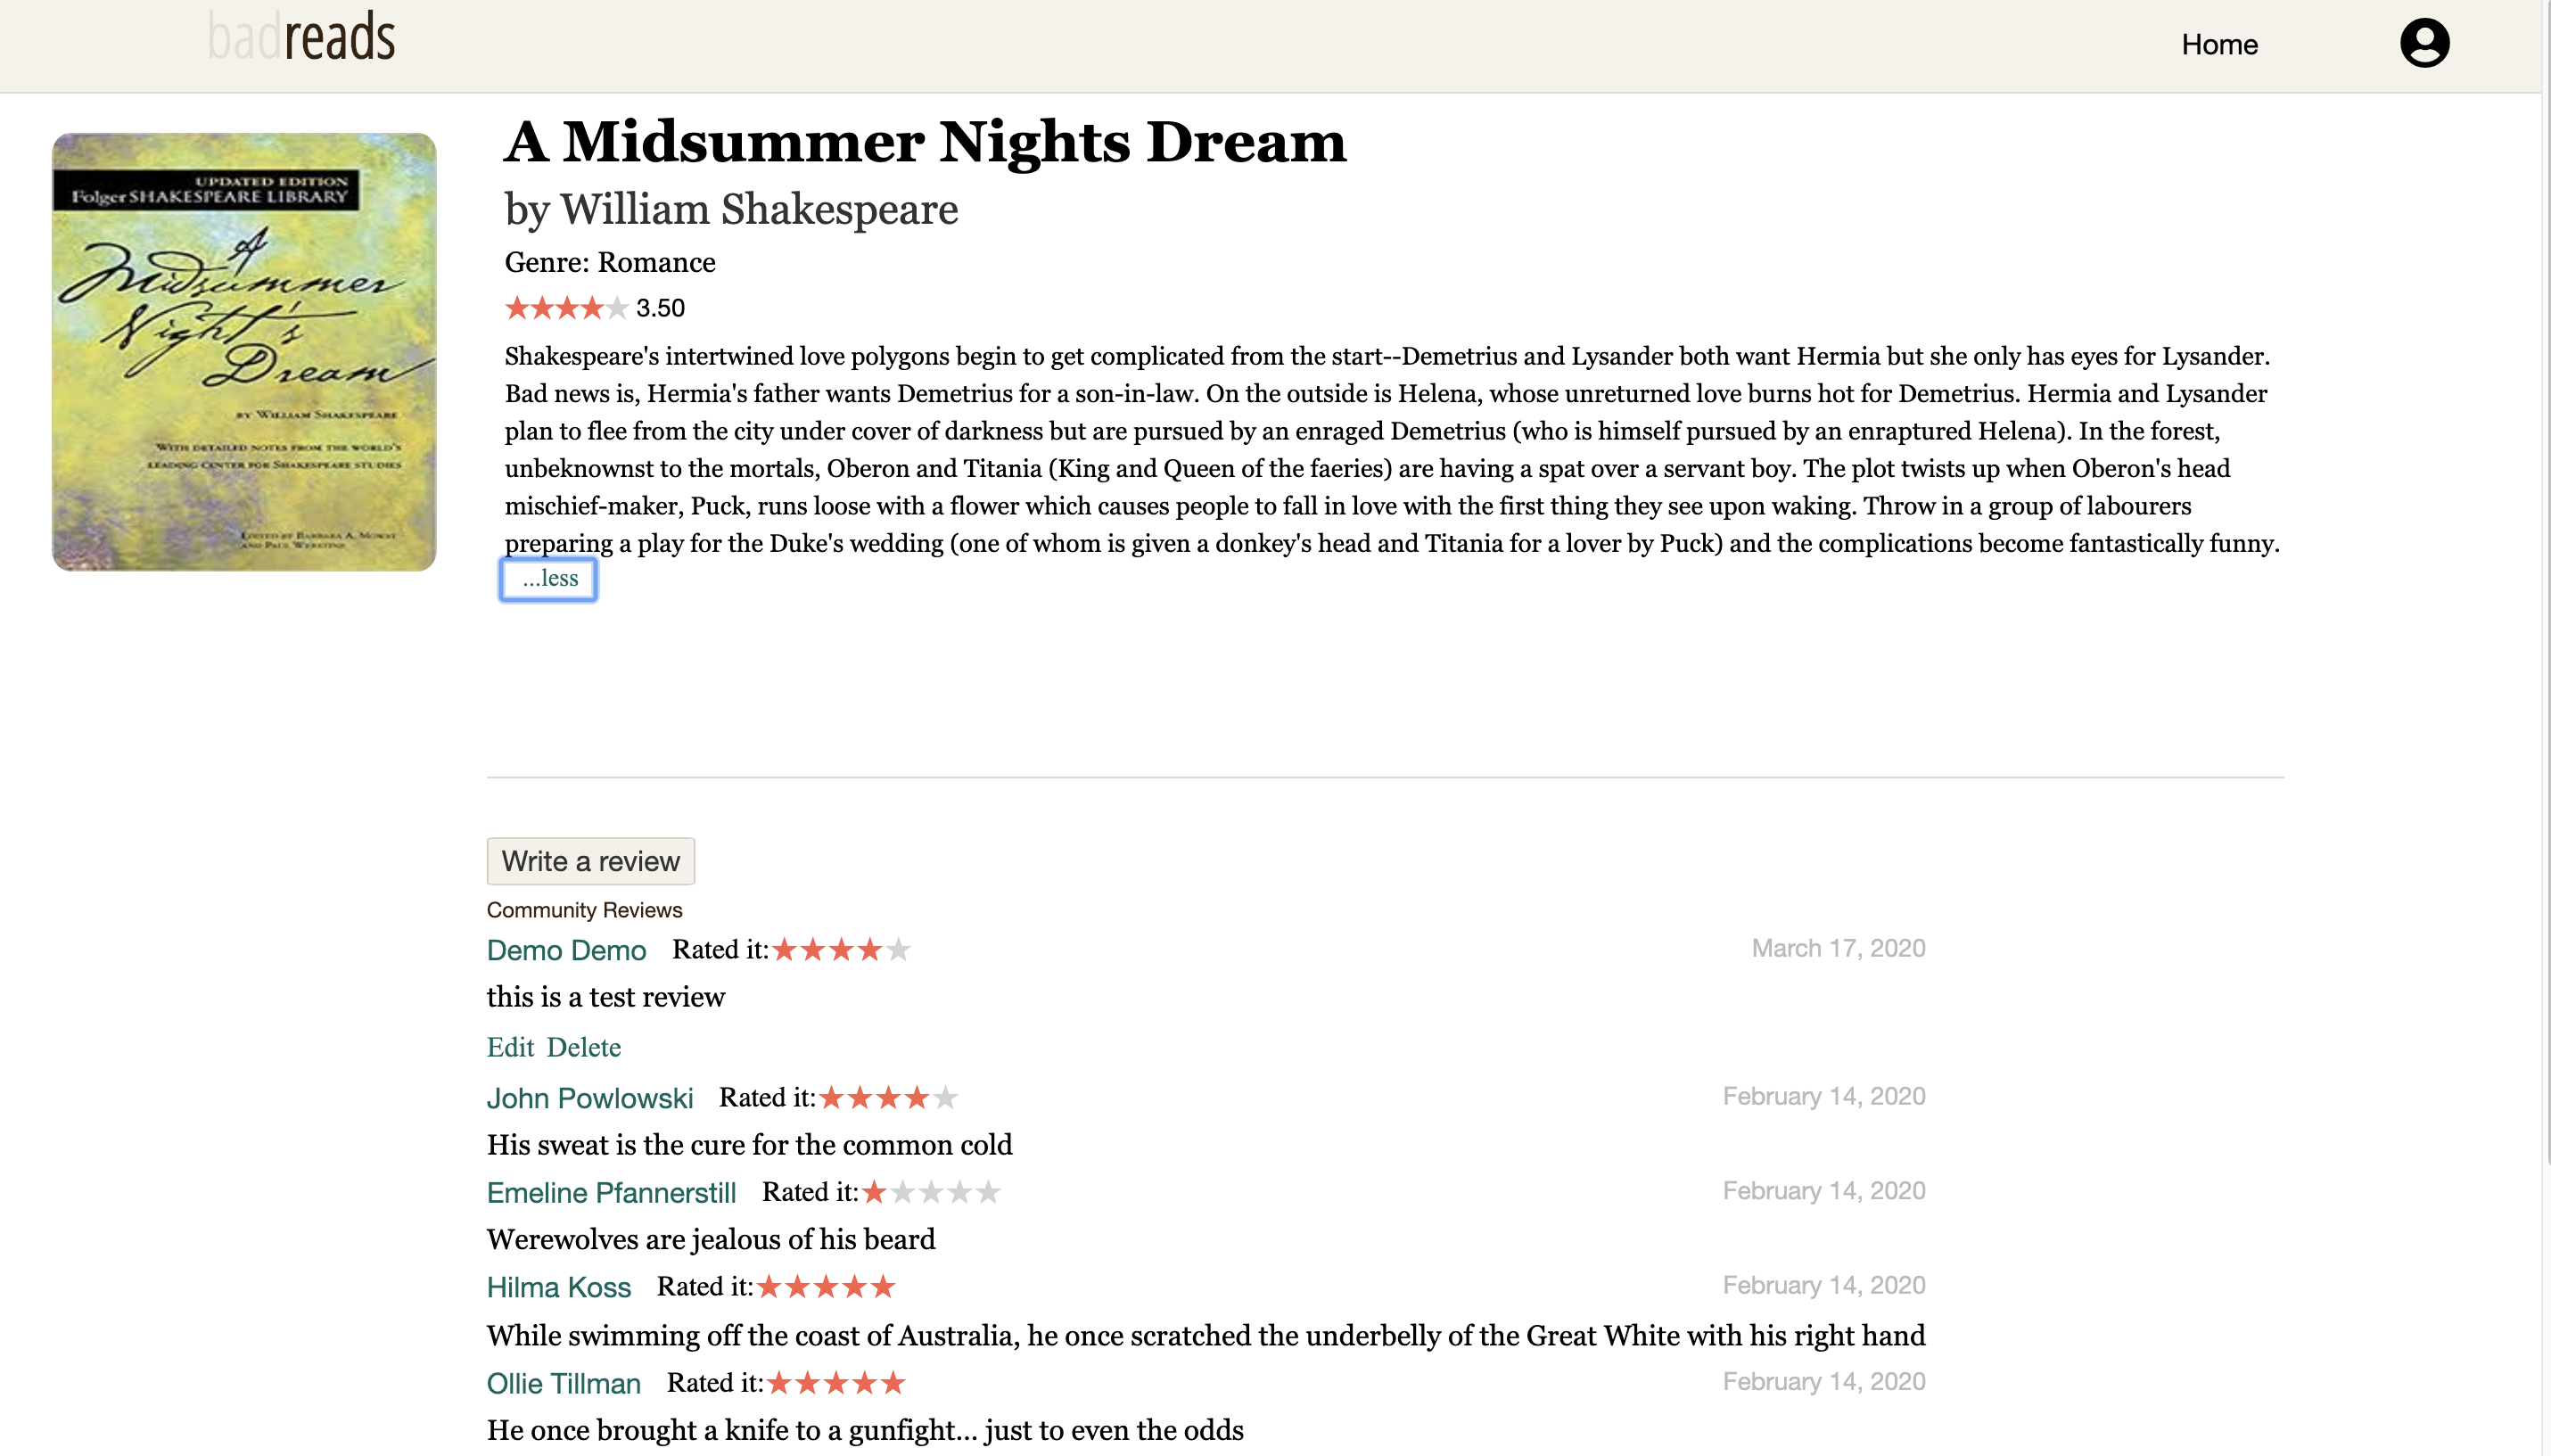 badreads
Home
UPDATED EDITION
Folger SHAKESPEARE LIBRARY
A
Midsummer
Night's
Dream
BY WILLIAM SHAKESPEARE
WITH DETAILED NOTES FROM THE WORLD'S
LEADING CENTER FOR SHAKESPEARE STUDIES
EDITED BY BARBARA A. MOWAT
AND PAUL WERSTINE
A Midsummer Nights Dream
by William Shakespeare
Genre: Romance
3.50
Shakespeare's intertwined love polygons begin to get complicated from the start--Demetrius and Lysander both want Hermia but she only has eyes for Lysander.
Bad news is, Hermia's father wants Demetrius for a son-in-law. On the outside is Helena, whose unreturned love burns hot for Demetrius. Hermia and Lysander
plan to flee from the city under cover of darkness but are pursued by an enraged Demetrius (who is himself pursued by an enraptured Helena). In the forest,
unbeknownst to the mortals, Oberon and Titania (King and Queen of the faeries) are having a spat over a servant boy. The plot twists up when Oberon's head
mischief-maker, Puck, runs loose with a flower which causes people to fall in love with the first thing they see upon waking. Throw in a group of labourers
preparing a play for the Duke's wedding (one of whom is given a donkey's head and Titania for a lover by Puck) and the complications become fantastically funny.
...less
Write a review
Community Reviews
Demo Demo Rated it: March 17, 2020
this is a test review
Edit Delete
John Powlowski Rated it: February 14, 2020
His sweat is the cure for the common cold
Emeline Pfannerstill Rated it: February 14, 2020
Werewolves are jealous of his beard
Hilma Koss Rated it: February 14, 2020
While swimming off the coast of Australia, he once scratched the underbelly of the Great White with his right hand
Ollie Tillman Rated it: February 14, 2020
He once brought a knife to a gunfight... just to even the odds